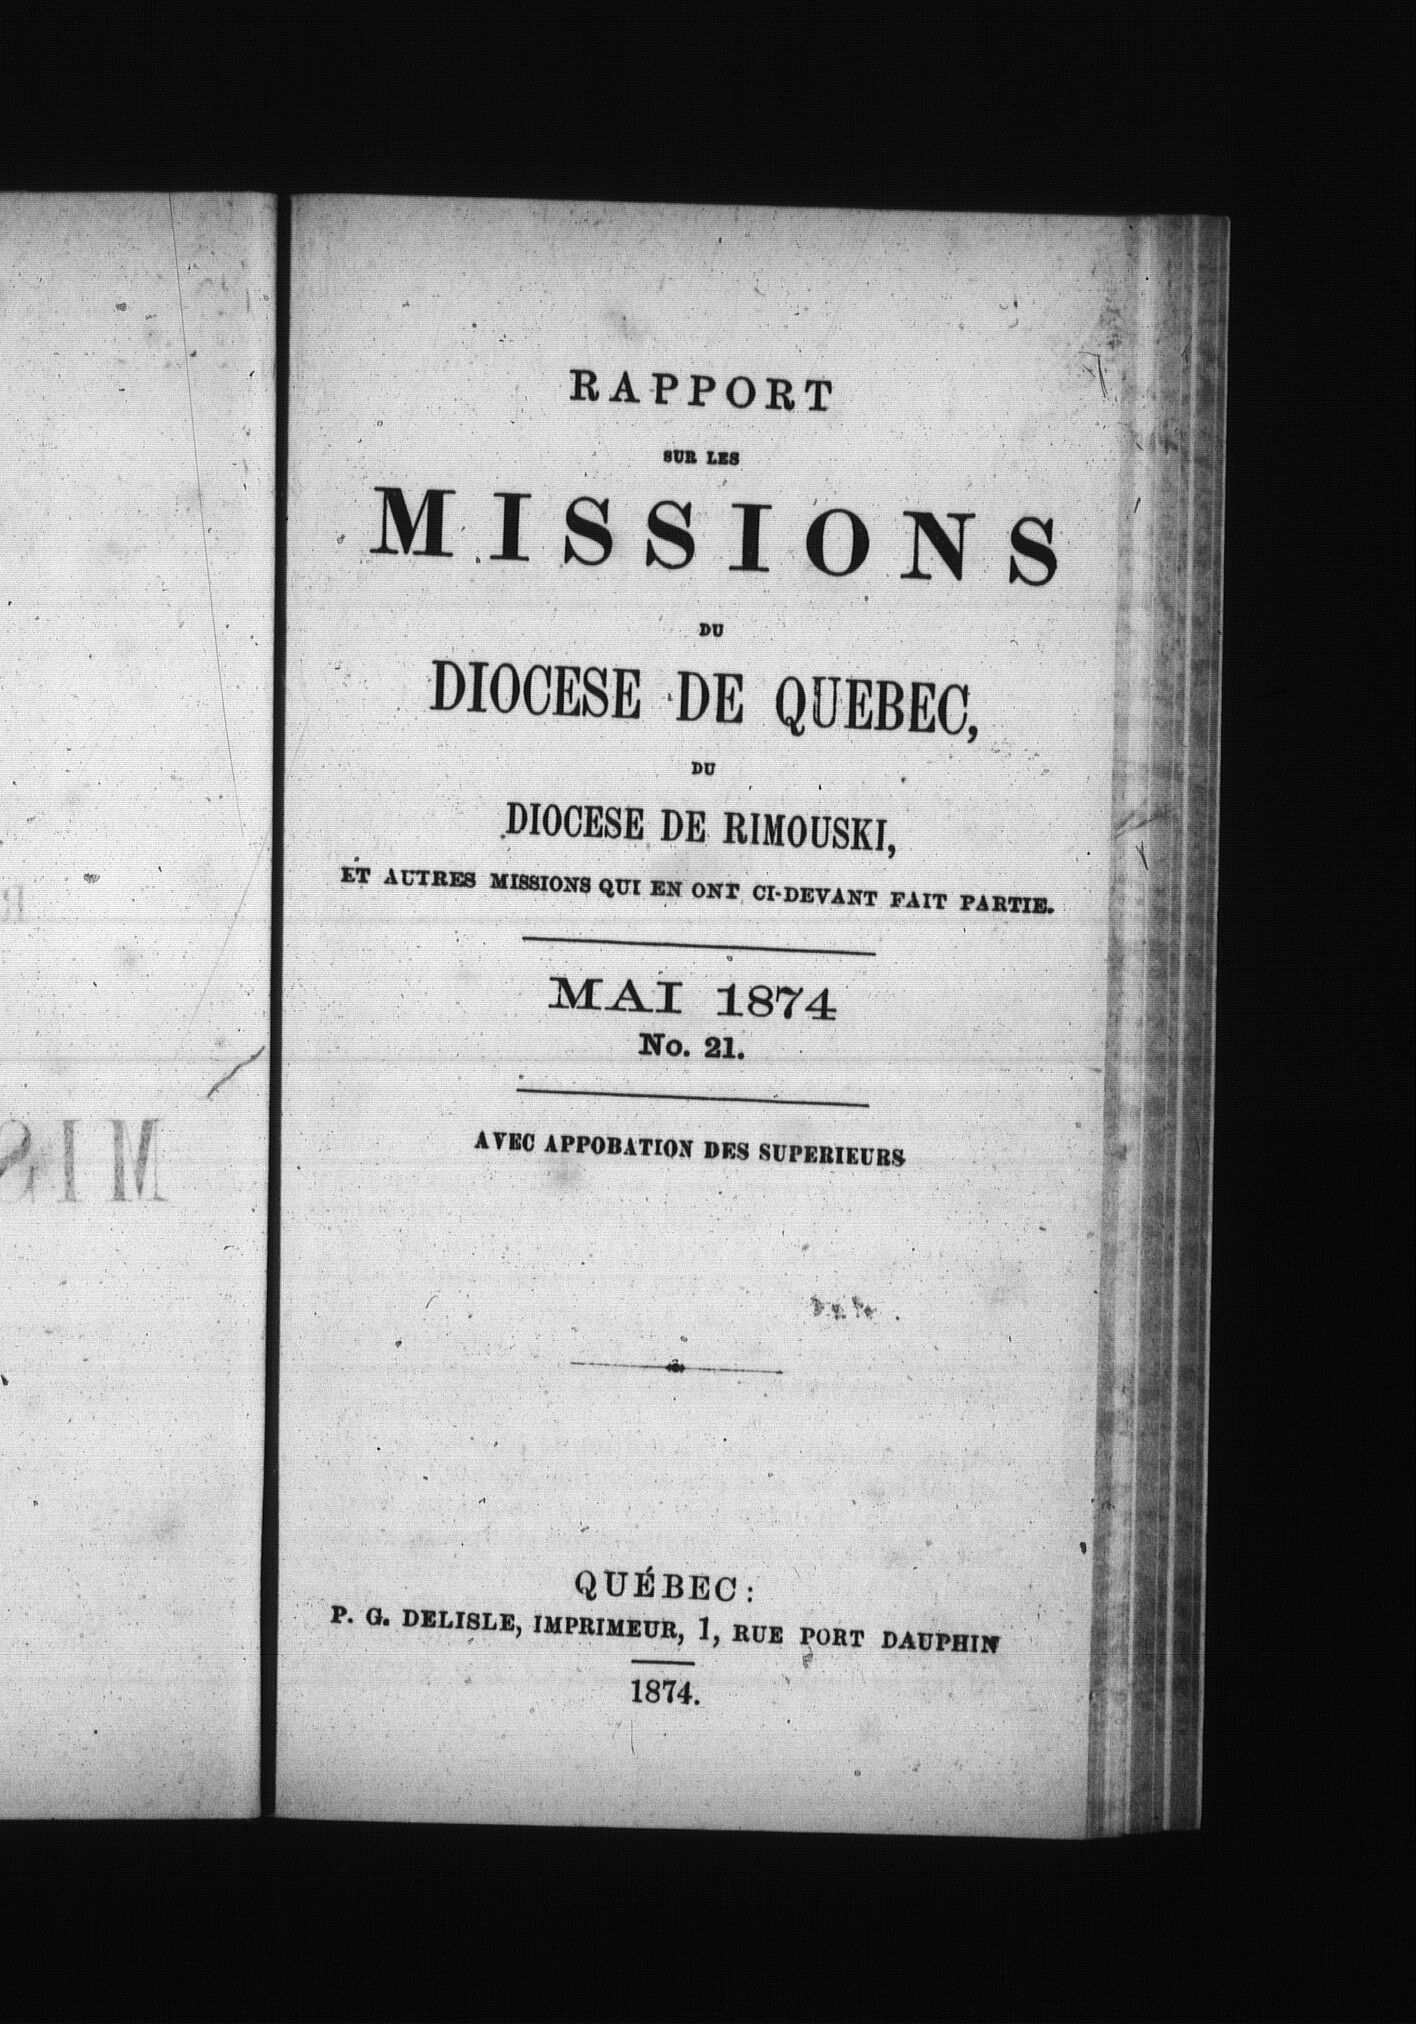 RAPPORT
SUR LES
MISSIONS
DU
DIOCESE DE QUEBEC,
DU
DIOCESE DE RIMOUSKI,
ET AUTRES MISSIONS QUI EN ONT CI-DEVANT FAIT PARTIE.
MAI 1874
No. 21.
AVEC APPOBATION DES SUPERIEURS
QUÉBEC:
P. G. DELISLE, IMPRIMEUR, 1, RUE PORT DAUPHIN
1874.